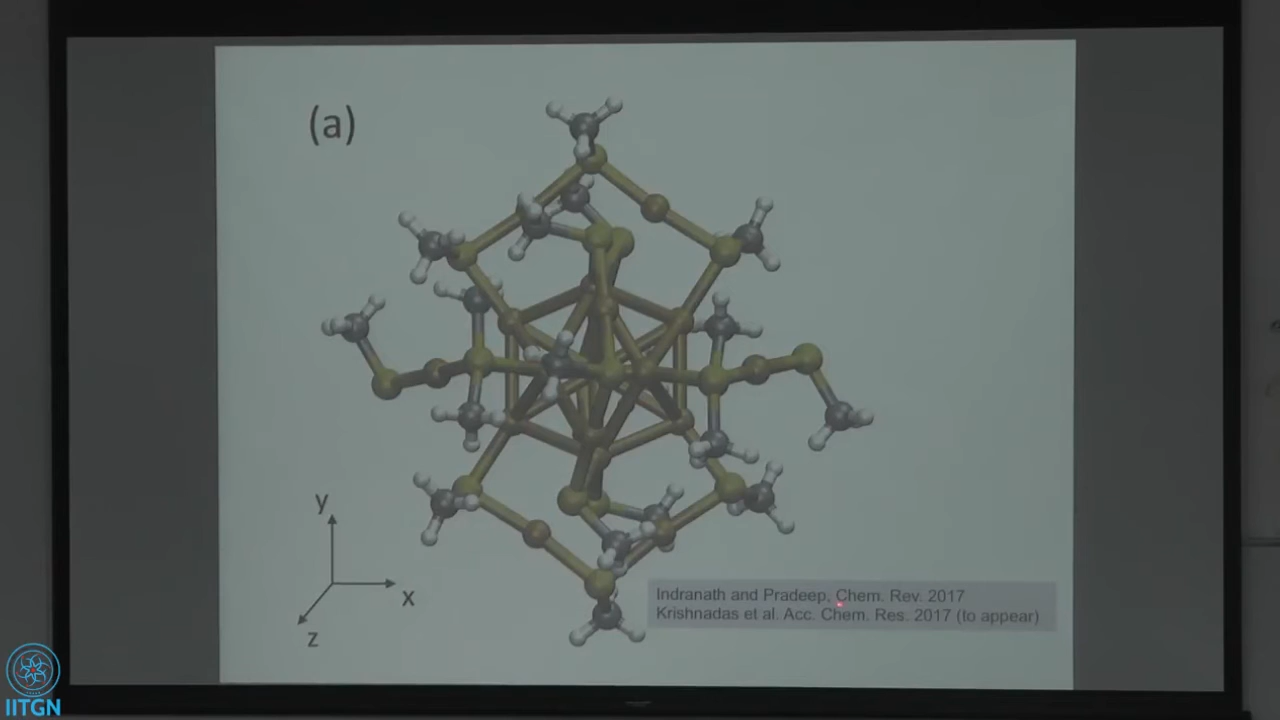 (a)
y
x
z
Indranath and Pradeep, Chem. Rev. 2017
Krishnadas et al. Acc. Chem. Res. 2017 (to appear)
IITGN